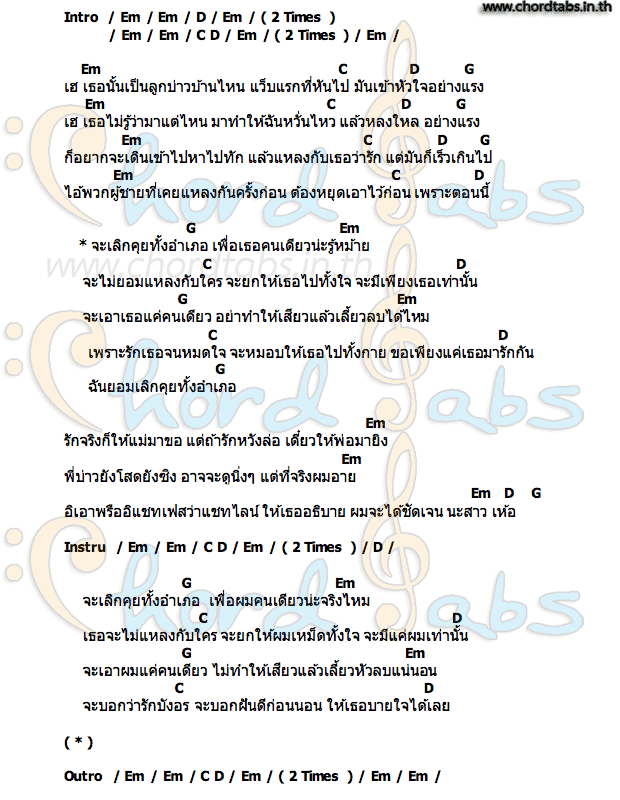 www.chordtabs.in.th
Intro / Em / Em / D / Em / ( 2 Times )
/ Em / Em / C D / Em / ( 2 Times ) / Em /
Em C D G
เฮ เธอนั้นเป็นลูกบ่าวบ้านไหน แว็บแรกที่หันไป มันเข้าหัวใจอย่างแรง
Em C D G
เฮ เธอไม่รู้ว่ามาแต่ไหน มาทำให้ฉันหวั่นไหว แล้วหลงใหล อย่างแรง
Em C D G
ก็อยากจะเดินเข้าไปหาไปทัก แล้วแหลงกับเธอว่ารัก แต่มันก็เร็วเกินไป
Em C D
ไอ้พวกผู้ชายที่เคยแหลงกันครั้งก่อน ต้องหยุดเอาไว้ก่อน เพราะตอนนี้
G Em
* จะเลิกคุยทั้งอำเภอ เพื่อเธอคนเดียวน่ะรู้หม้าย
www.chordtabs.in.th
C D
จะไม่ยอมแหลงกับใคร จะยกให้เธอไปทั้งใจ จะมีเพียงเธอเท่านั้น
G Em
จะเอาเธอแค่คนเดียว อย่าทำให้เสียวแล้วเลี้ยวลบได้ไหม
C D
เพราะรักเธอจนหมดใจ จะหมอบให้เธอไปทั้งกาย ขอเพียงแค่เธอมารักกัน
G
ฉันยอมเลิกคุยทั้งอำเภอ
Em
รักจริงก็ให้แม่มาขอ แต่ถ้ารักหวังล่อ เดี๋ยวให้พ่อมายิง
Em
พี่บ่าวยังโสดยังซิง อาจจะดูนิ่งๆ แต่ที่จริงผมอาย
Em D G
อิเอาพรืออิแชทเฟสว่าแชทไลน์ ให้เธออธิบาย ผมจะได้ชัดเจน นะสาว เห้อ
Instru / Em / Em / C D / Em / ( 2 Times ) / D /
G Em
จะเลิกคุยทั้งอำเภอ เพื่อผมคนเดียวน่ะจริงไหม
C D
เธอจะไม่แหลงกับใคร จะยกให้ผมเหม็ดทั้งใจ จะมีแค่ผมเท่านั้น
G Em
จะเอาผมแค่คนเดียว ไม่ทำให้เสียวแล้วเลี้ยวหัวลบแน่นอน
C D
จะบอกว่ารักบังอร จะบอกฝันดีก่อนนอน ให้เธอบายใจได้เลย
( * )
Outro / Em / Em / C D / Em / ( 2 Times ) / Em / Em /